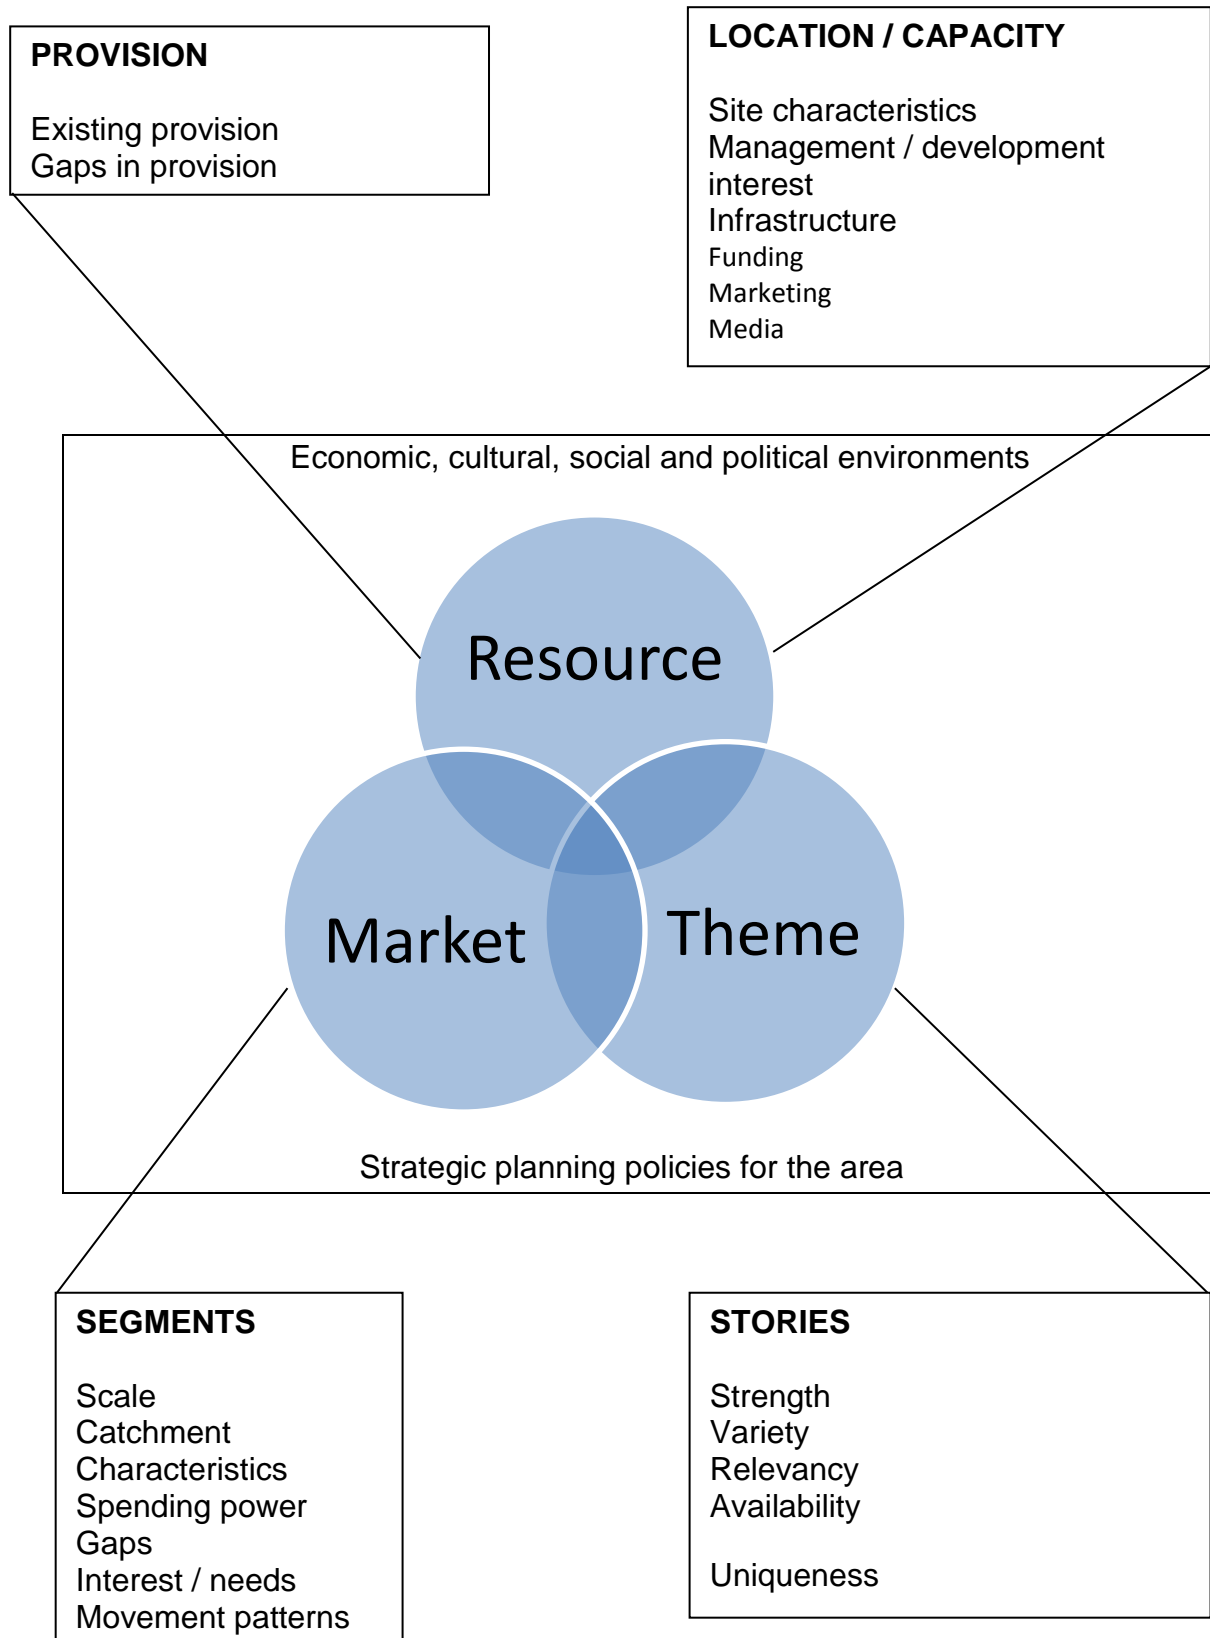 PROVISION
Existing provision
Gaps in provision
LOCATION / CAPACITY
Site characteristics
Management / development
interest
Infrastructure
Funding
Marketing
Media
Economic, cultural, social and political environments
Resource
Market
Theme
Strategic planning policies for the area
SEGMENTS
Scale
Catchment
Characteristics
Spending power
Gaps
Interest / needs
Movement patterns
STORIES
Strength
Variety
Relevancy
Availability
Uniqueness